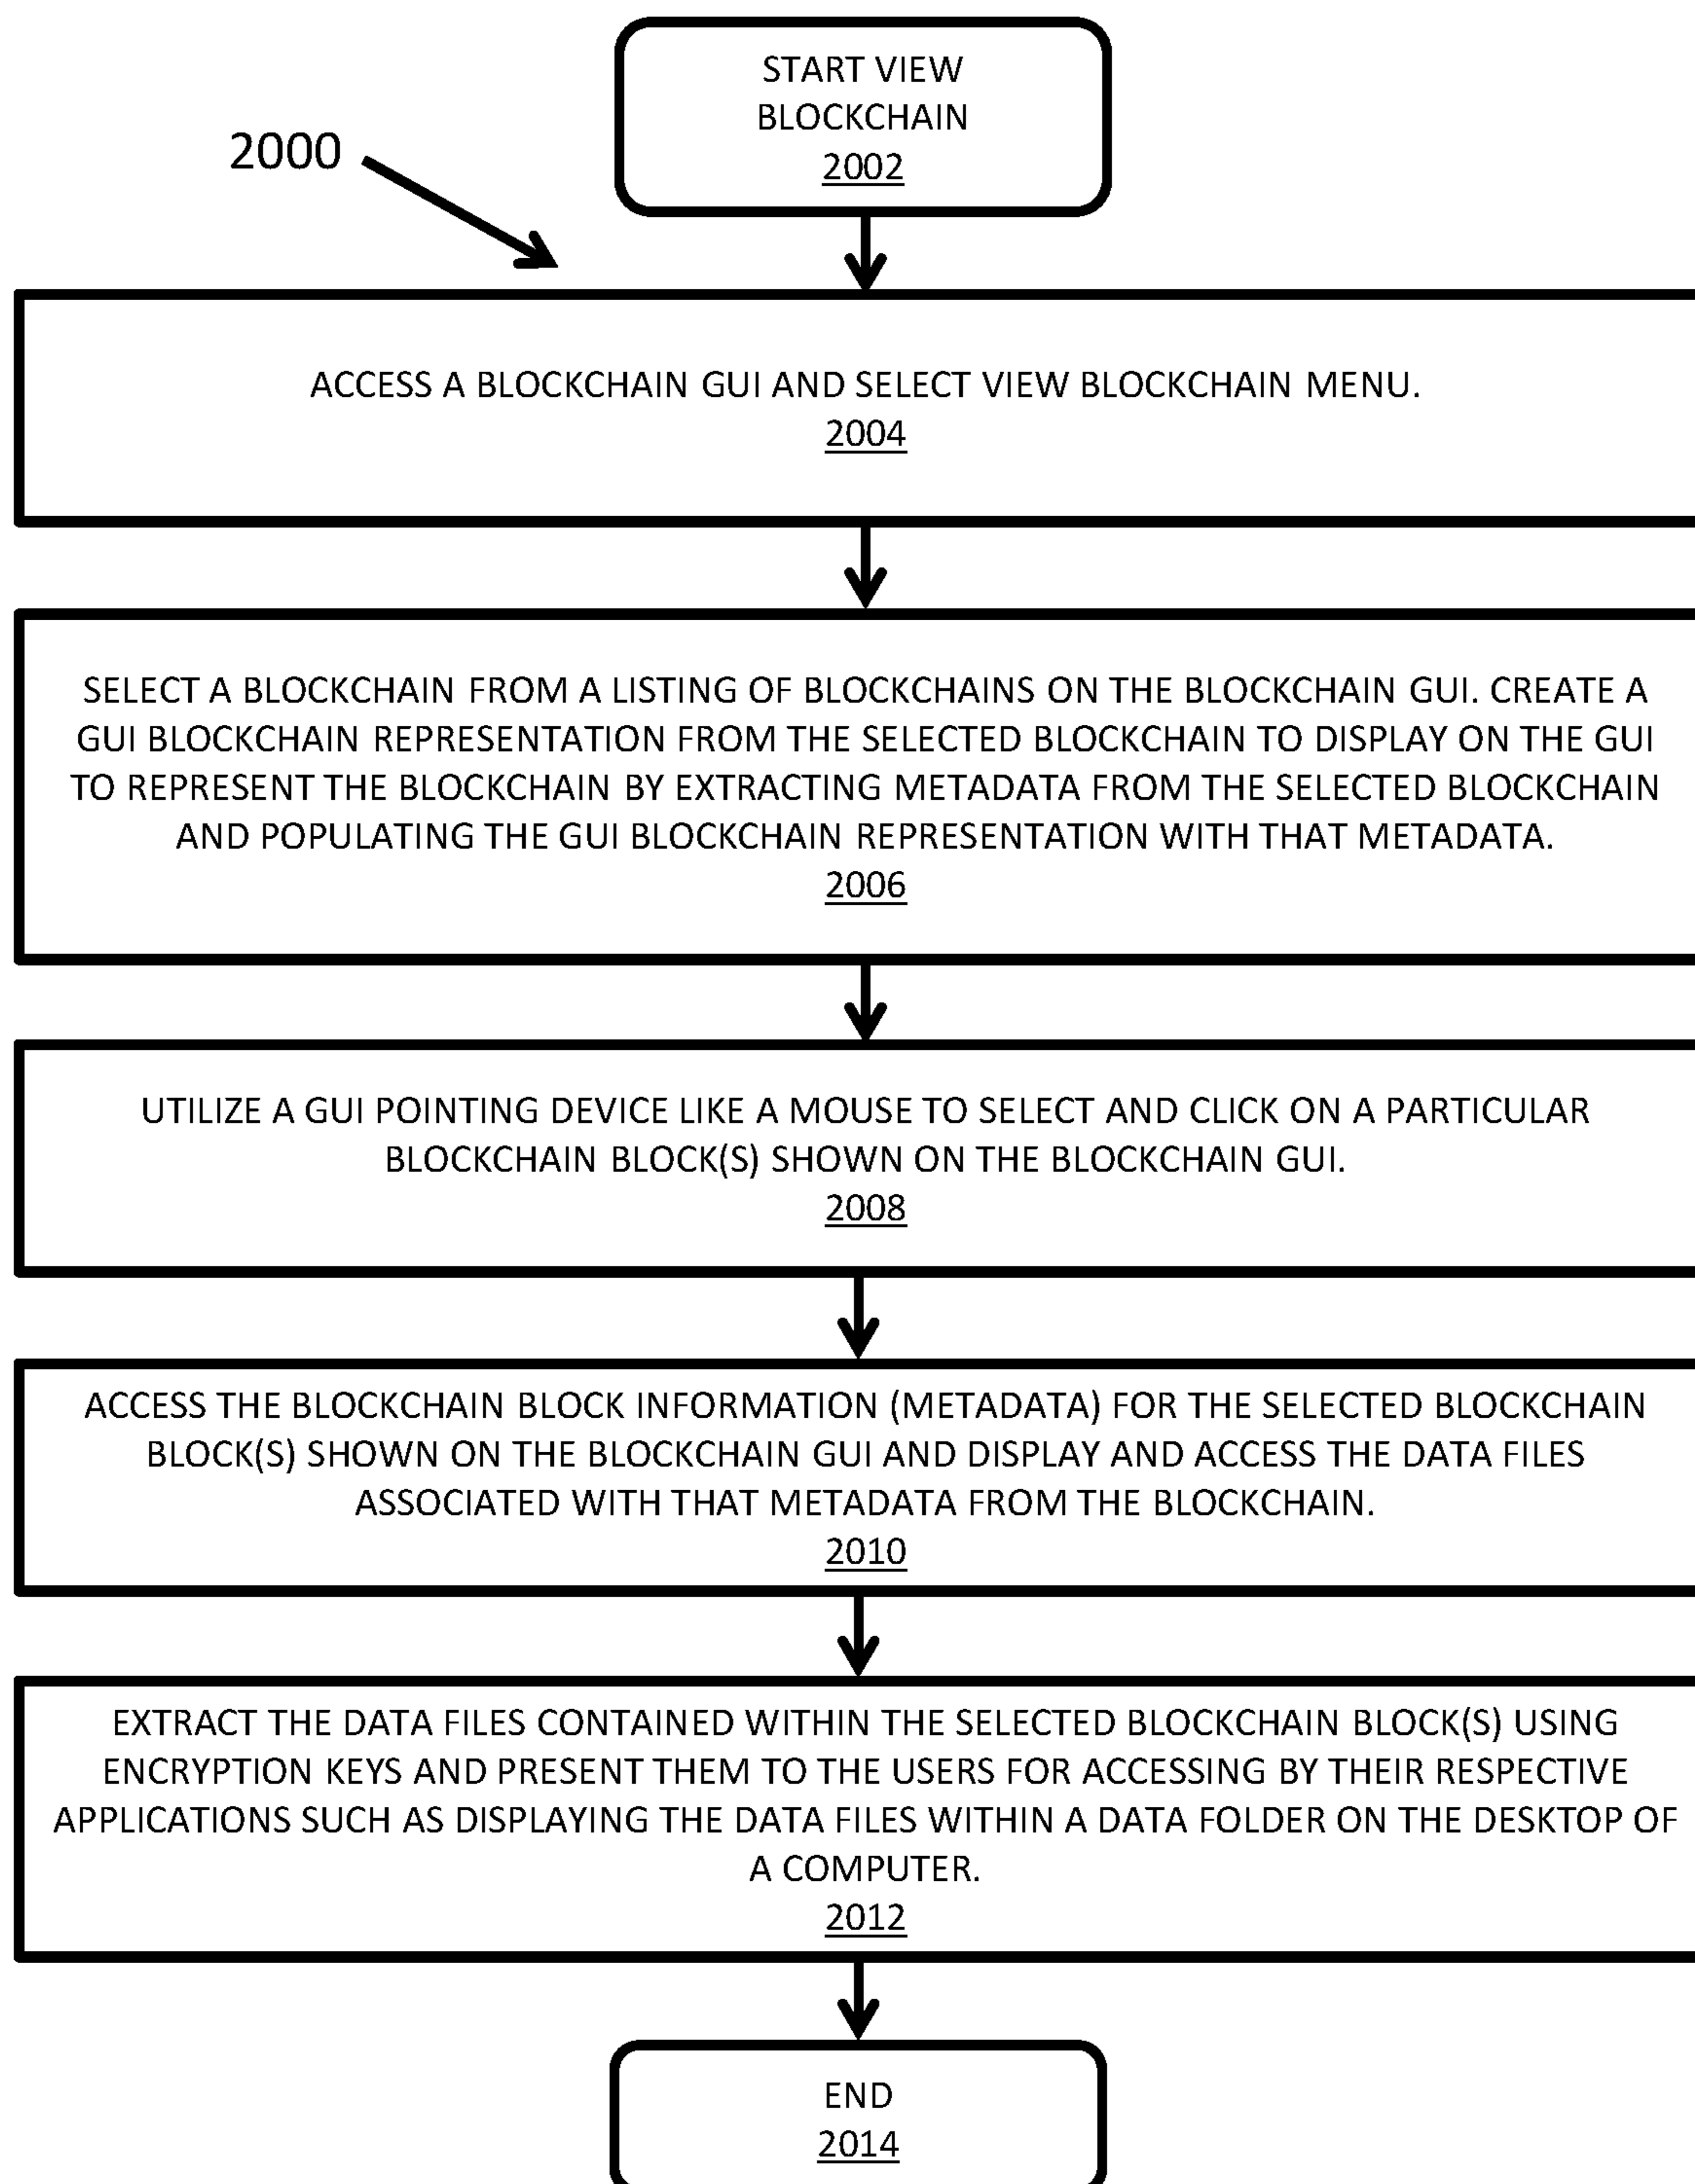 START VIEW
BLOCKCHAIN
2002
2000
ACCESS A BLOCKCHAIN GUI AND SELECT VIEW BLOCKCHAIN MENU.
2004
SELECT A BLOCKCHAIN FROM A LISTING OF BLOCKCHAINS ON THE BLOCKCHAIN GUI. CREATE A
GUI BLOCKCHAIN REPRESENTATION FROM THE SELECTED BLOCKCHAIN TO DISPLAY ON THE GUI
TO REPRESENT THE BLOCKCHAIN BY EXTRACTING METADATA FROM THE SELECTED BLOCKCHAIN
AND POPULATING THE GUI BLOCKCHAIN REPRESENTATION WITH THAT METADATA.
2006
UTILIZE A GUI POINTING DEVICE LIKE A MOUSE TO SELECT AND CLICK ON A PARTICULAR
BLOCKCHAIN BLOCK(S) SHOWN ON THE BLOCKCHAIN GUI.
2008
ACCESS THE BLOCKCHAIN BLOCK INFORMATION (METADATA) FOR THE SELECTED BLOCKCHAIN
BLOCK(S) SHOWN ON THE BLOCKCHAIN GUI AND DISPLAY AND ACCESS THE DATA FILES
ASSOCIATED WITH THAT METADATA FROM THE BLOCKCHAIN.
2010
EXTRACT THE DATA FILES CONTAINED WITHIN THE SELECTED BLOCKCHAIN BLOCK(S) USING
ENCRYPTION KEYS AND PRESENT THEM TO THE USERS FOR ACCESSING BY THEIR RESPECTIVE
APPLICATIONS SUCH AS DISPLAYING THE DATA FILES WITHIN A DATA FOLDER ON THE DESKTOP OF
A COMPUTER.
2012
END
2014